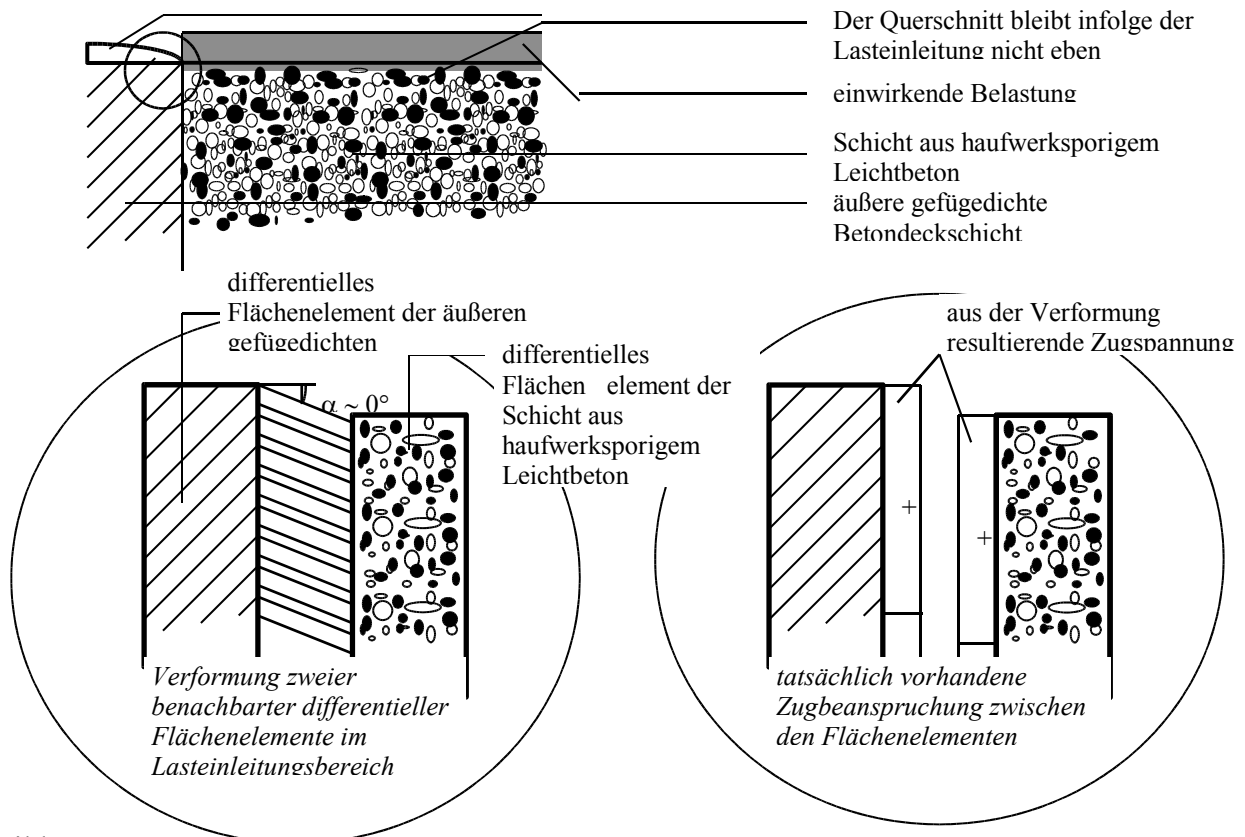 Der Querschnitt bleibt infolge der
Lasteinleitung nicht eben
einwirkende Belastung
Schicht aus haufwerksporigem
Leichtbeton
äußere gefügedichte
Betondeckschicht
differentielles
Flächenelement der äußeren
gefügedichten
α ~ 0°
differentielles
Flächen element der
Schicht aus
haufwerksporigem
Leichtbeton
Verformung zweier
benachbarter differentieller
Flächenelemente im
Lasteinleitungsbereich
aus der Verformung
resultierende Zugspannung
+
+
tatsächlich vorhandene
Zugbeanspruchung zwischen
den Flächenelementen